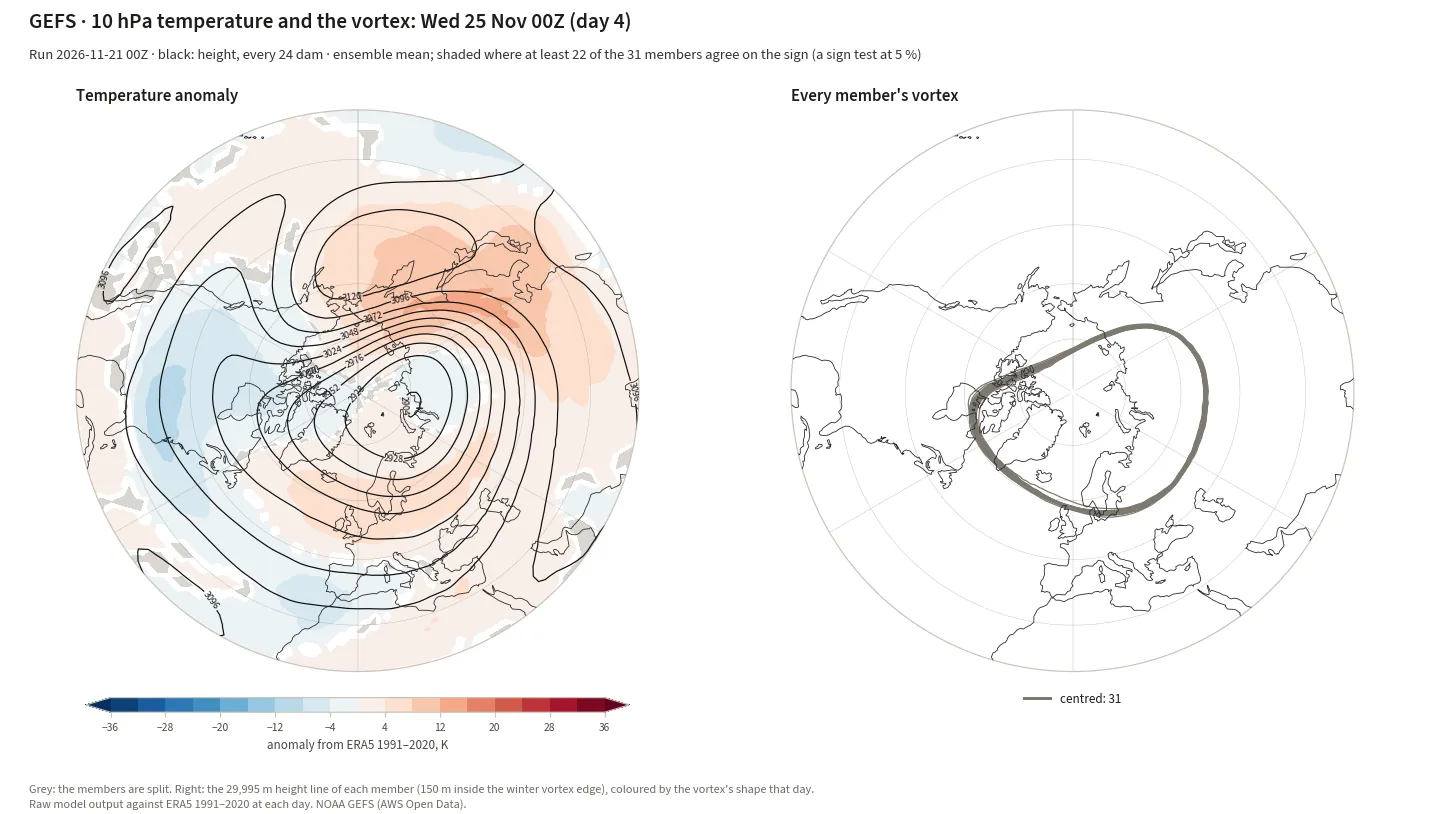 GEFS · 10 hPa temperature and the vortex: Wed 25 Nov 00Z (day 4)
Run 2026-11-21 00Z · black: height, every 24 dam · ensemble mean; shaded where at least 22 of the 31 members agree on the sign (a sign test at 5 %)
Temperature anomaly
Every member's vortex
3096
3120
3096
3072
3048
3024
2976
2928
2928
3096
3096
centred: 31
−36 −28 −20 −12 −4 4 12 20 28 36
anomaly from ERA5 1991–2020, K
Grey: the members are split. Right: the 29,995 m height line of each member (150 m inside the winter vortex edge), coloured by the vortex's shape that day.
Raw model output against ERA5 1991–2020 at each day. NOAA GEFS (AWS Open Data).